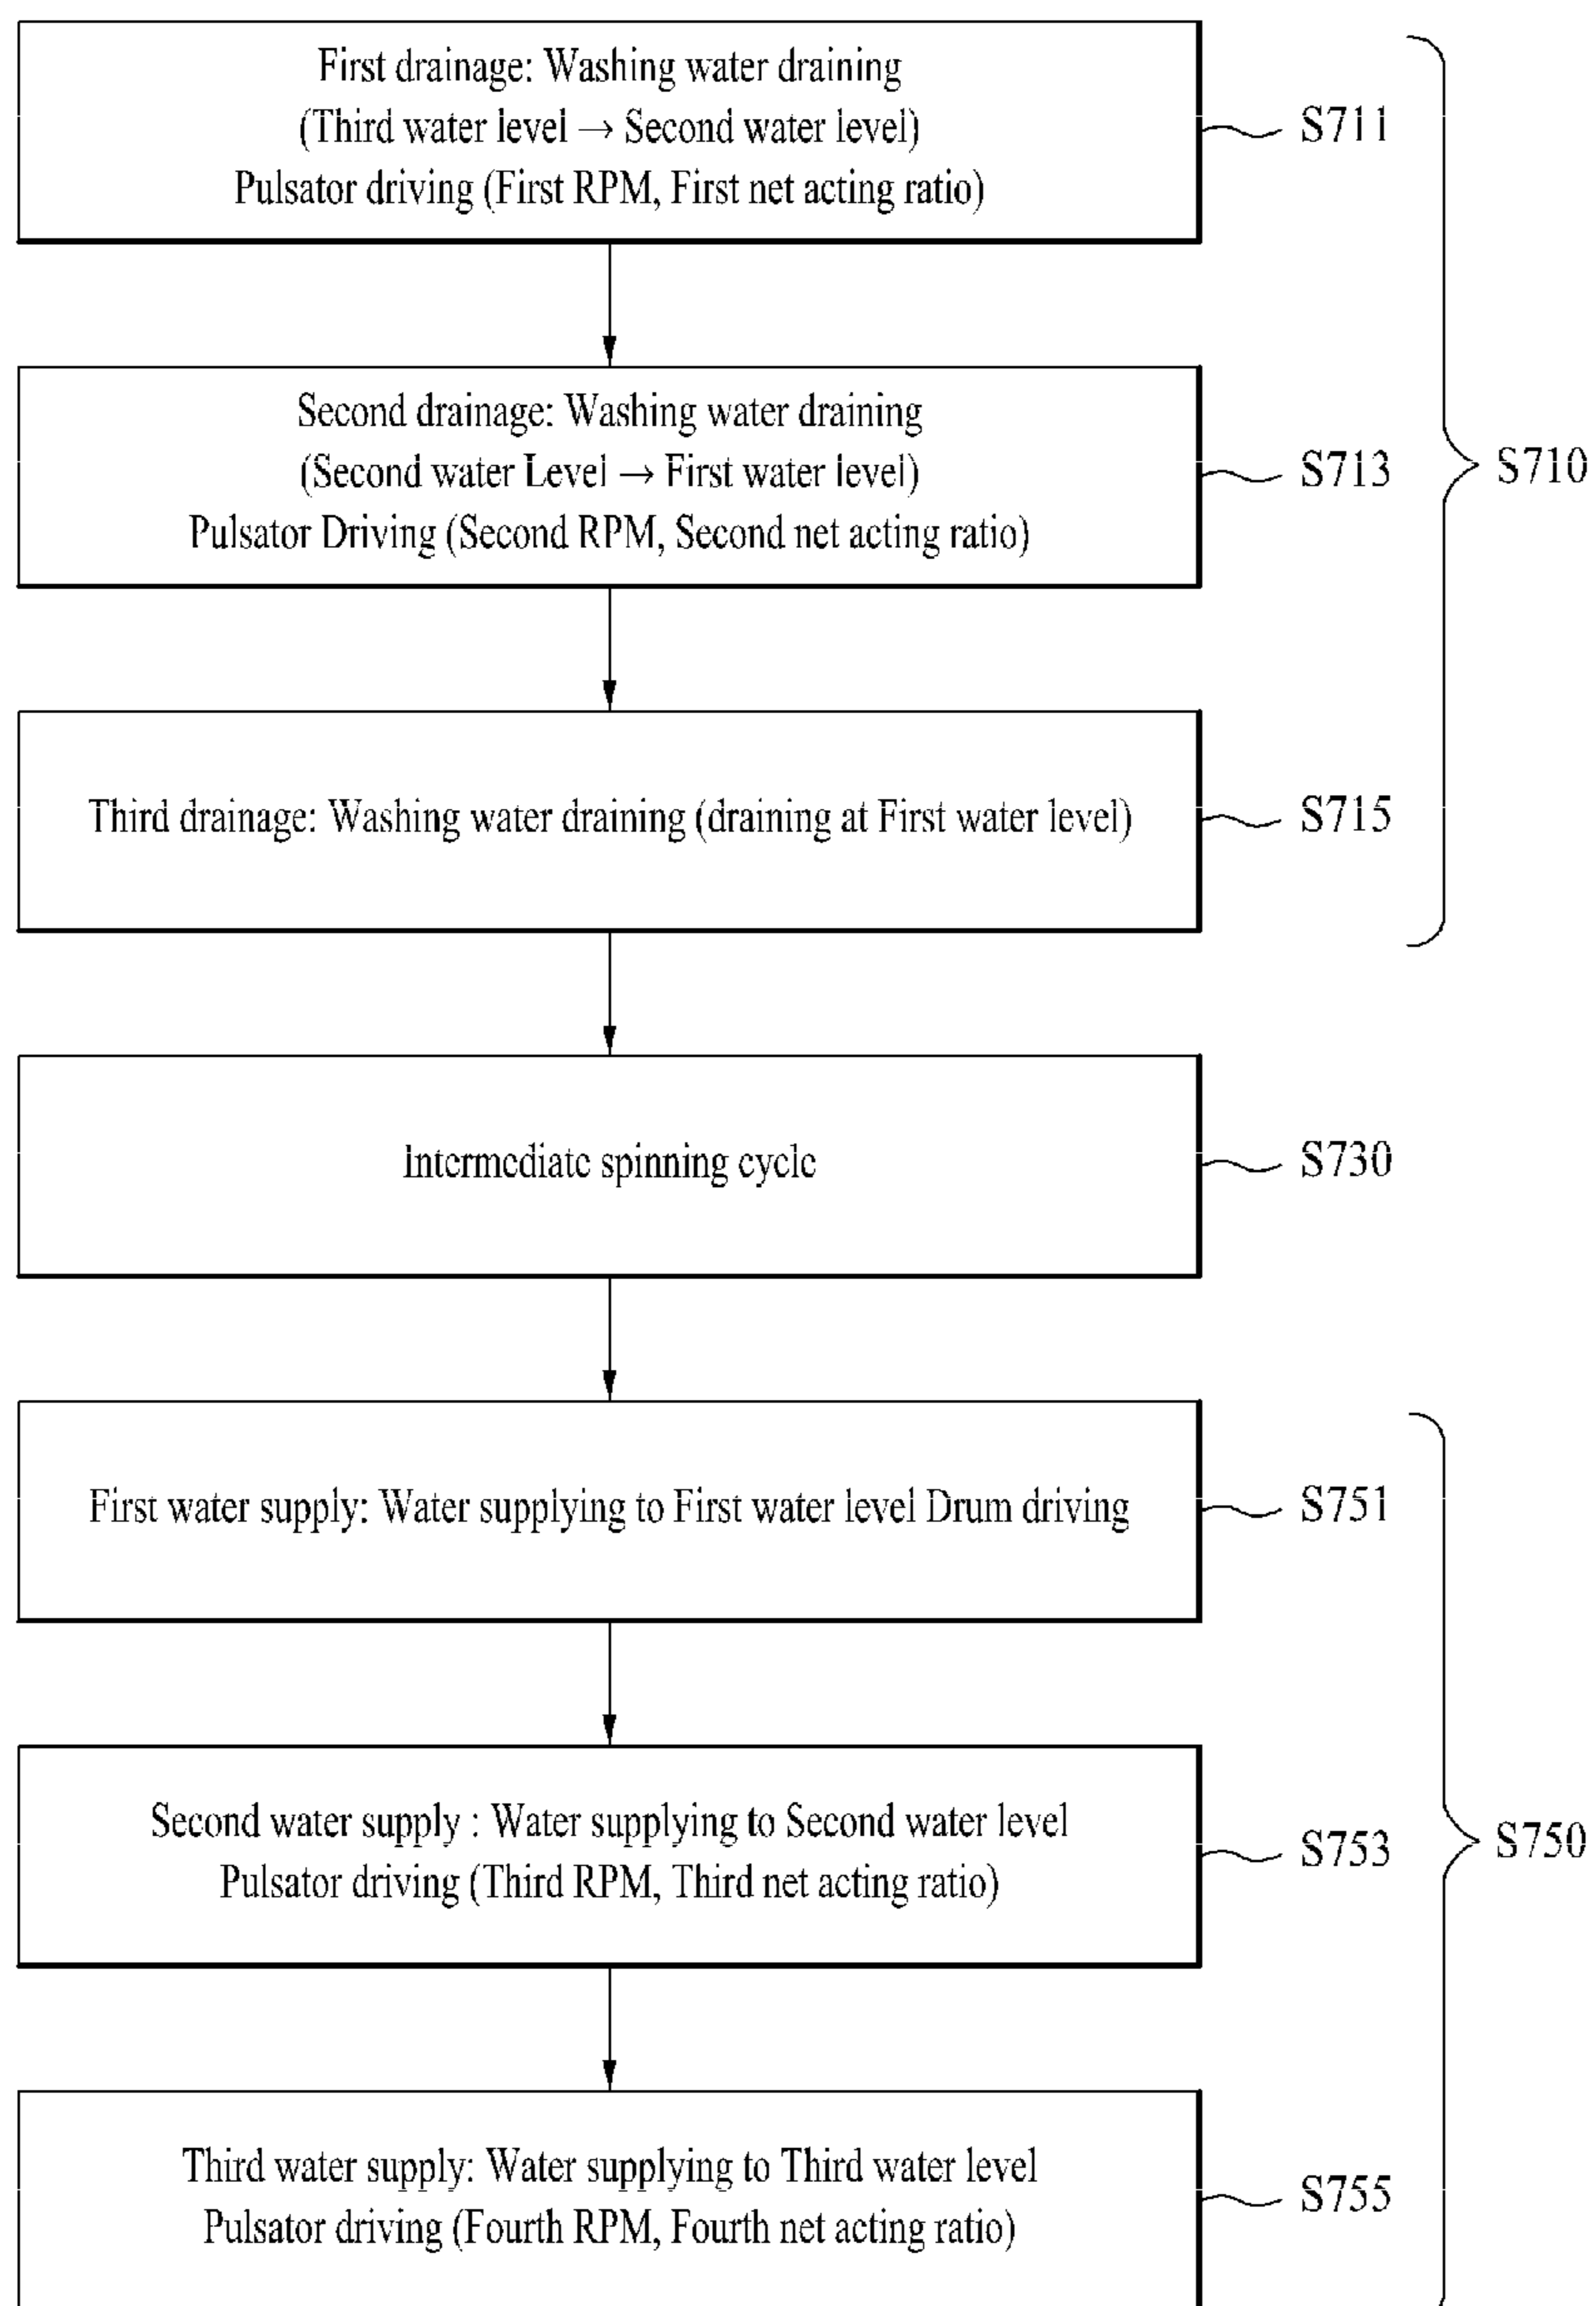 First drainage: Washing water draining
(Third water level → Second water level)
Pulsator driving (First RPM, First net acting ratio)
S711
Second drainage: Washing water draining
(Second water Level → First water level)
Pulsator Driving (Second RPM, Second net acting ratio)
S713
S710
Third drainage: Washing water draining (draining at First water level)
S715
Intermediate spinning cycle
S730
First water supply: Water supplying to First water level Drum driving
S751
Second water supply : Water supplying to Second water level
Pulsator driving (Third RPM, Third net acting ratio)
S753
S750
Third water supply: Water supplying to Third water level
Pulsator driving (Fourth RPM, Fourth net acting ratio)
S755